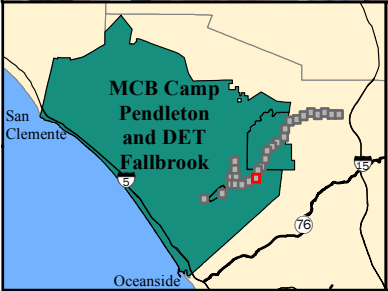 MCB Camp
Pendleton
and DET
Fallbrook
San
Clemente
5
15
76
Oceanside